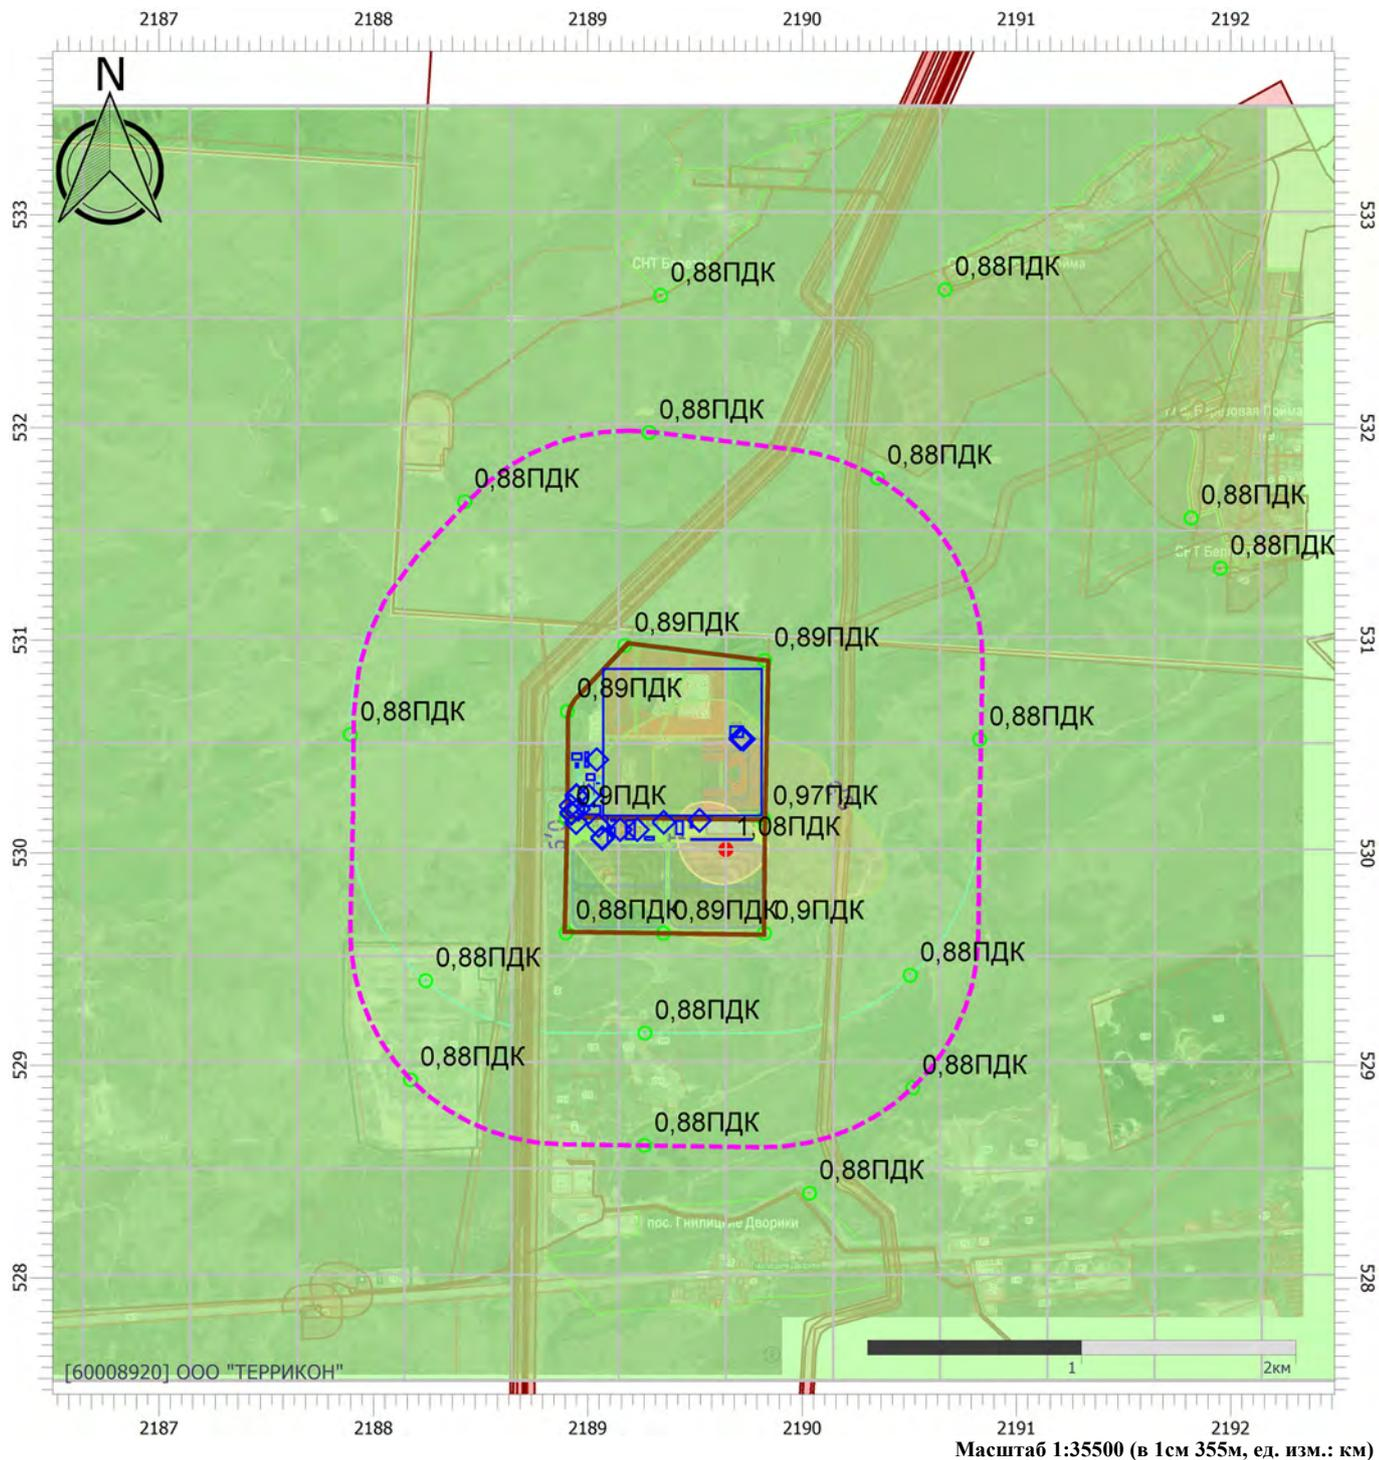 2187 2188 2189 2190 2191 2192
N
533 533
СНТ
0,88ПДК
0,88ПДК
0,88ПДК
532 532
Березовая Пойма
0,88ПДК
0,88ПДК
0,88ПДК
0,88ПДК
0,89ПДК
531 0,89ПДК 531
0,89ПДК
0,88ПДК
0,88ПДК
0,9ПДК
0,97ПДК
1,08ПДК
530 530
0,88ПДК 0,89ПДК 0,9ПДК
0,88ПДК
0,88ПДК
0,88ПДК
529 0,88ПДК 0,88ПДК 529
0,88ПДК
0,88ПДК
пос. Гнилицкие Дворики
528 528
[60008920] ООО "ТЕРРИКОН"
1 2км
2187 2188 2189 2190 2191 2192
Масштаб 1:35500 (в 1см 355м, ед. изм.: км)